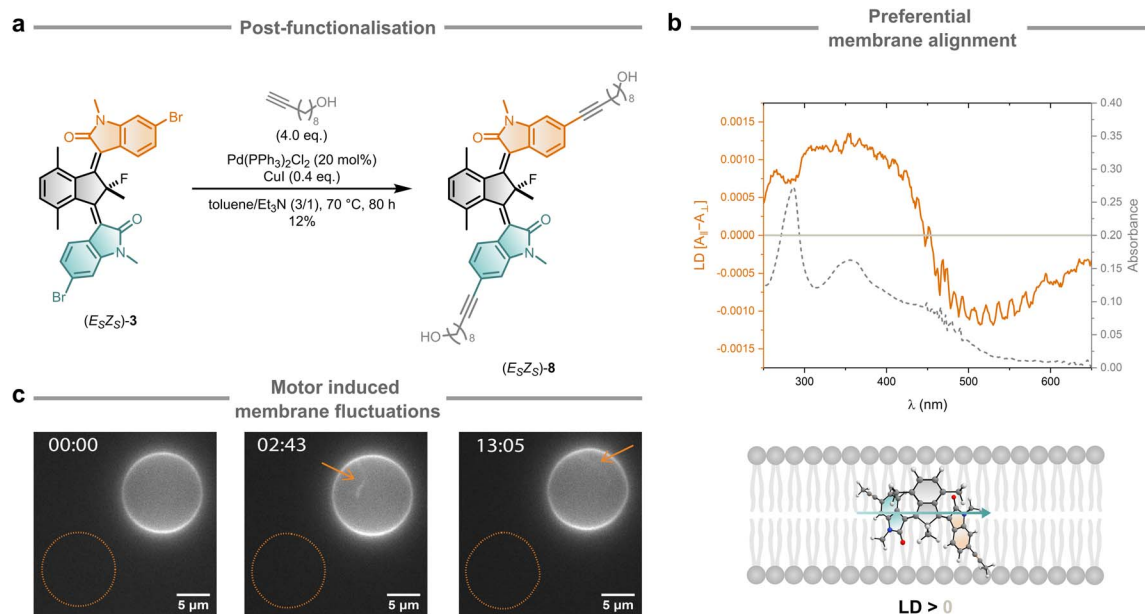 a
Post-functionalisation
N
O
Br
F
O
N
Br
(EsZs)-3
OH
8
(4.0 eq.)
Pd(PPh3)2Cl2 (20 mol%)
CuI (0.4 eq.)
toluene/Et3N (3/1), 70 °C, 80 h
12%
OH
8
N
O
F
O
N
HO
8
(EsZs)-8
b
Preferential
membrane alignment
LD [A∥−A⊥]
0.0015
0.0010
0.0005
0.0000
-0.0005
-0.0010
-0.0015
0.40
0.35
0.30
0.25
0.20
0.15
0.10
0.05
0.00
Absorbance
300 400 500 600
λ (nm)
LD > 0
c
Motor induced
membrane fluctuations
00:00
5 µm
02:43
5 µm
13:05
5 µm